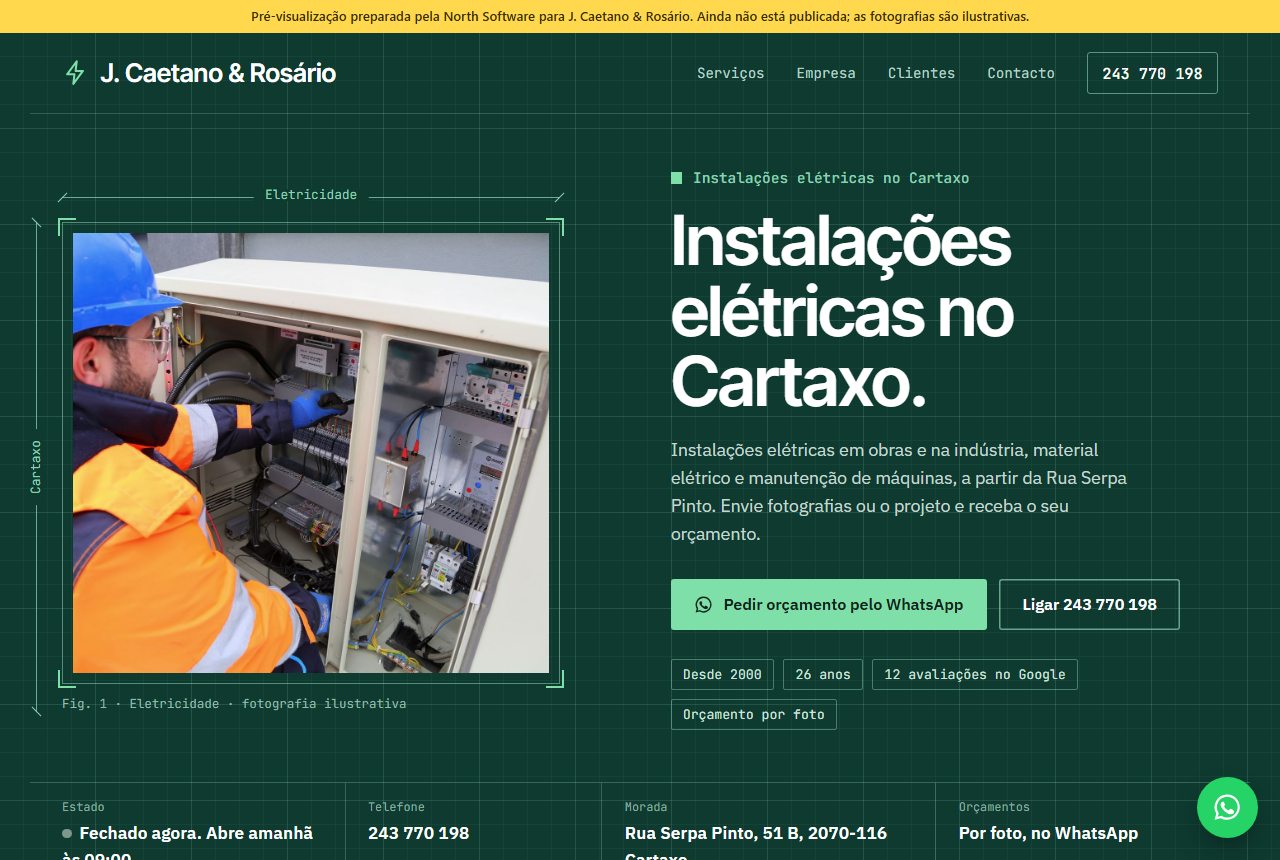 Pré-visualização preparada pela North Software para J. Caetano & Rosário. Ainda não está publicada; as fotografias são ilustrativas.
J. Caetano & Rosário
Serviços
Empresa
Clientes
Contacto
243 770 198
Eletricidade
Cartaxo
Fig. 1 · Eletricidade · fotografia ilustrativa
Instalações elétricas no Cartaxo
Instalações
elétricas no
Cartaxo.
Instalações elétricas em obras e na indústria, material
elétrico e manutenção de máquinas, a partir da Rua Serpa
Pinto. Envie fotografias ou o projeto e receba o seu
orçamento.
Pedir orçamento pelo WhatsApp
Ligar 243 770 198
Desde 2000
26 anos
12 avaliações no Google
Orçamento por foto
Estado
Fechado agora. Abre amanhã
às 09:00
Telefone
243 770 198
Morada
Rua Serpa Pinto, 51 B, 2070-116
Cartaxo
Orçamentos
Por foto, no WhatsApp